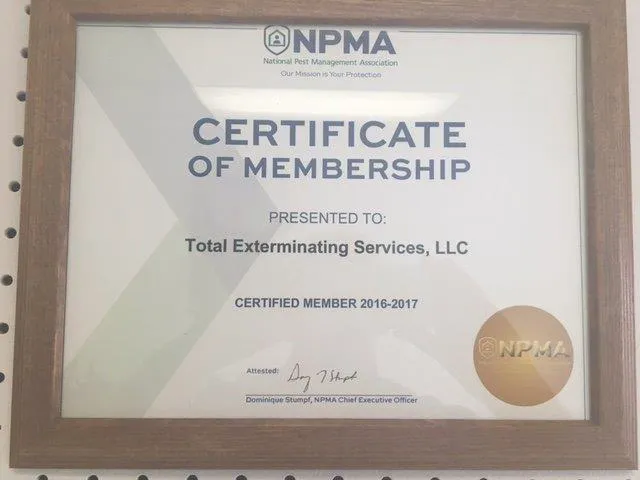 NPMA
National Pest Management Association
Our Mission is Your Protection
CERTIFICATE
OF MEMBERSHIP
PRESENTED TO:
Total Exterminating Services, LLC
CERTIFIED MEMBER 2016-2017
NPMA
Attested:
Dominique Stumpf, NPMA Chief Executive Officer